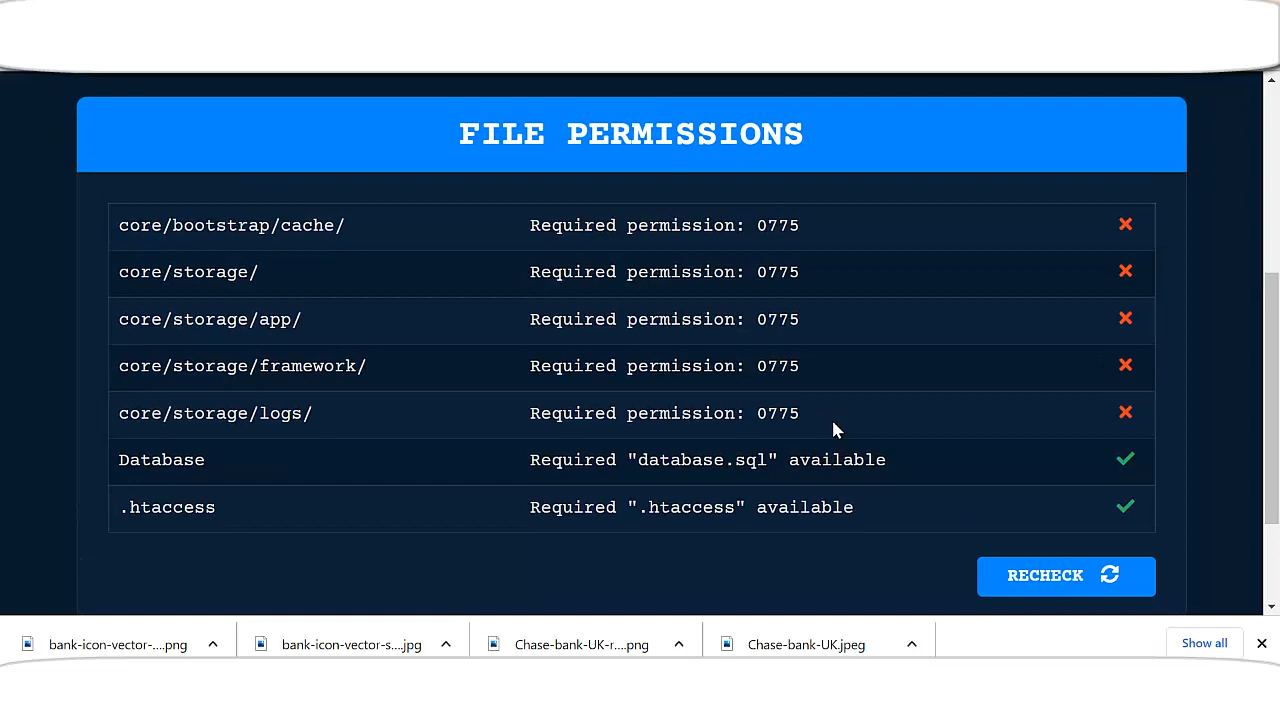 FILE PERMISSIONS
core/bootstrap/cache/ Required permission: 0775
core/storage/ Required permission: 0775
core/storage/app/ Required permission: 0775
core/storage/framework/ Required permission: 0775
core/storage/logs/ Required permission: 0775
Database Required "database.sql" available
.htaccess Required ".htaccess" available
RECHECK
bank-icon-vector-....png bank-icon-vector-s....jpg Chase-bank-UK-r....png Chase-bank-UK.jpeg Show all